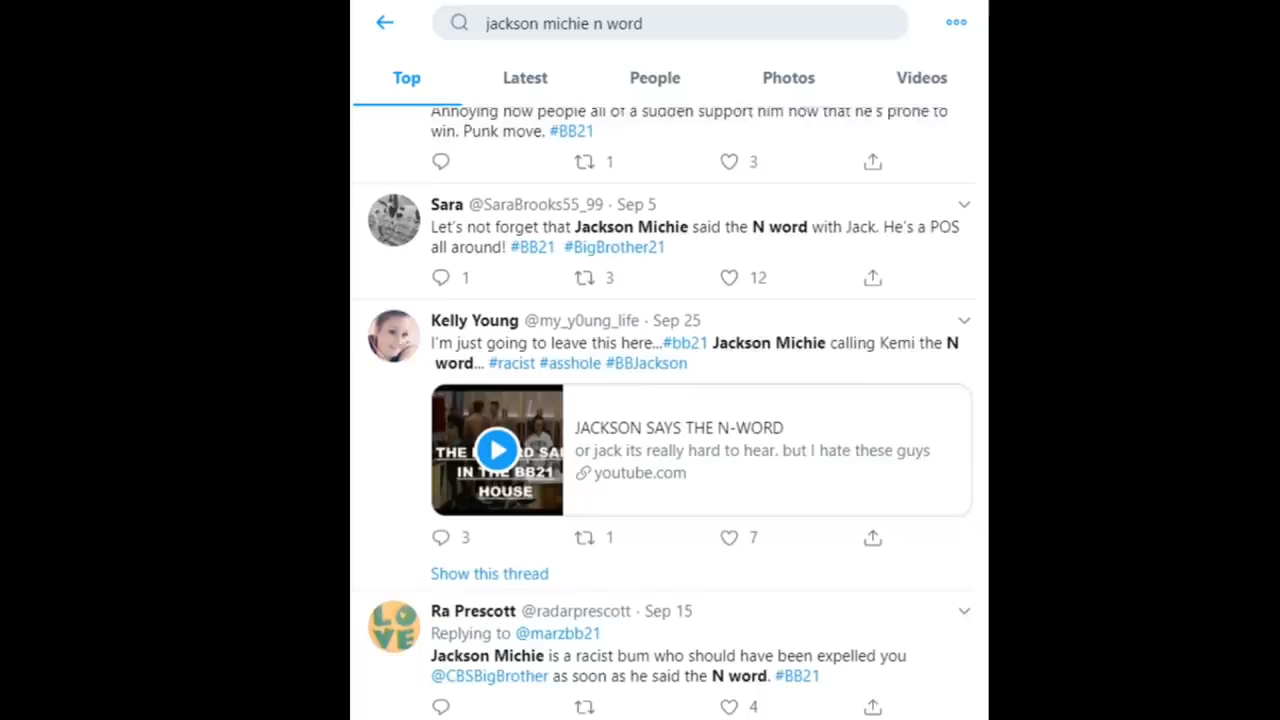 jackson michie n word
Top Latest People Photos Videos
Annoying how people all of a sudden support him now that he's prone to
win. Punk move. #BB21
1 3
Sara @SaraBrooks55_99 · Sep 5
Let's not forget that Jackson Michie said the N word with Jack. He's a POS
all around! #BB21 #BigBrother21
1 3 12
Kelly Young @my_y0ung_life · Sep 25
I'm just going to leave this here...#bb21 Jackson Michie calling Kemi the N
word... #racist #asshole #BBJackson
THE RD SAI
IN THE BB21
HOUSE
JACKSON SAYS THE N-WORD
or jack its really hard to hear. but I hate these guys
youtube.com
3 1 7
Show this thread
LO
VE
Ra Prescott @radarprescott · Sep 15
Replying to @marzbb21
Jackson Michie is a racist bum who should have been expelled you
@CBSBigBrother as soon as he said the N word. #BB21
4